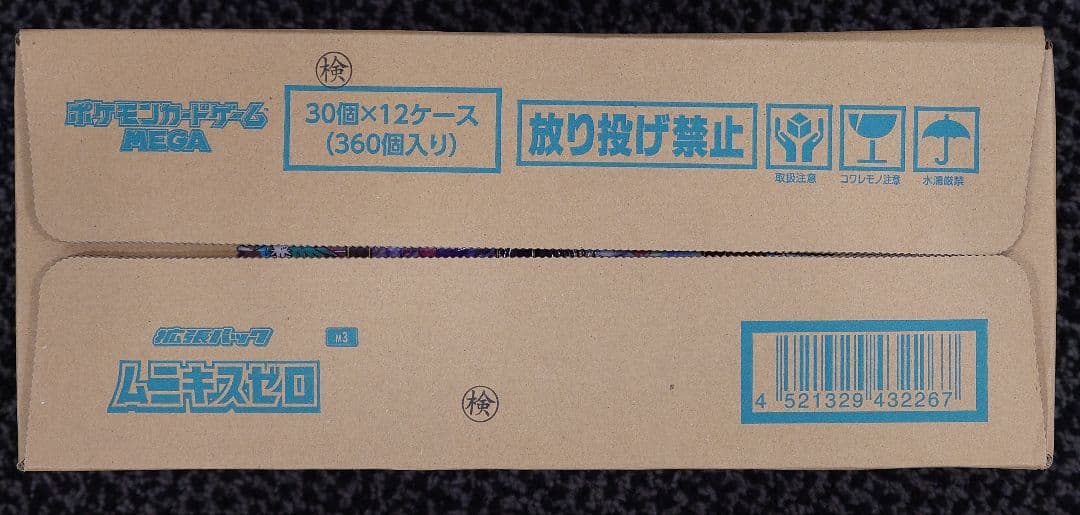 検
ポケモンカードゲーム
MEGA
30個×12ケース
(360個入り)
放り投げ禁止
取扱注意
コワレモノ注意
水濡厳禁
拡張パック
M3
ムニキスゼロ
検
4 521329 432267